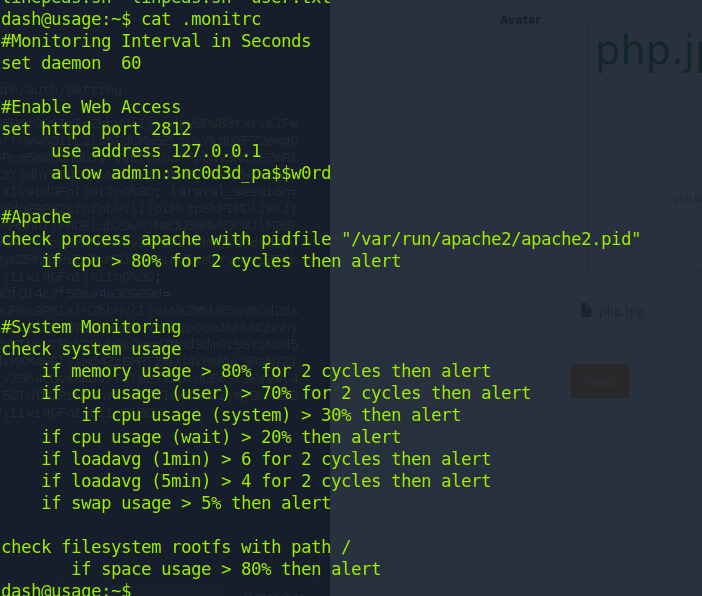 linpeas.sh  linpeas.sh  user.txt
dash@usage:~$ cat .monitrc
#Monitoring Interval in Seconds
set daemon  60
#Enable Web Access
set httpd port 2812
     use address 127.0.0.1
     allow admin:3nc0d3d_pa$$w0rd
#Apache
check process apache with pidfile "/var/run/apache2/apache2.pid"
    if cpu > 80% for 2 cycles then alert
#System Monitoring
check system usage
    if memory usage > 80% for 2 cycles then alert
    if cpu usage (user) > 70% for 2 cycles then alert
        if cpu usage (system) > 30% then alert
    if cpu usage (wait) > 20% then alert
    if loadavg (1min) > 6 for 2 cycles then alert
    if loadavg (5min) > 4 for 2 cycles then alert
    if swap usage > 5% then alert
check filesystem rootfs with path /
       if space usage > 80% then alert
dash@usage:~$
Avatar
php.j
php.jpg
Reset